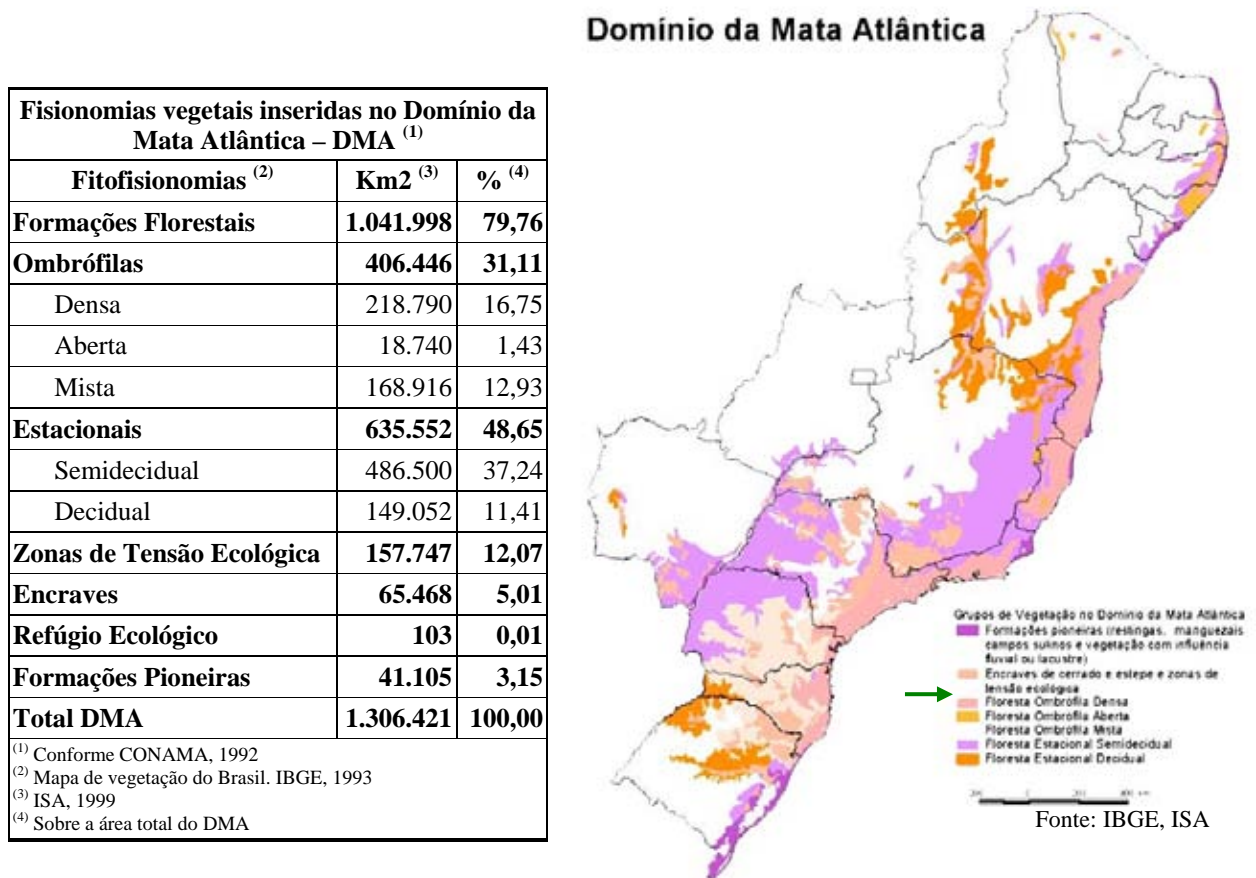 Domínio da Mata Atlântica
Fisionomias vegetais inseridas no Domínio da
Mata Atlântica – DMA (1)
Fitofisionomias (2) Km2 (3) % (4)
Formações Florestais 1.041.998 79,76
Ombrófilas 406.446 31,11
Densa 218.790 16,75
Aberta 18.740 1,43
Mista 168.916 12,93
Estacionais 635.552 48,65
Semidecidual 486.500 37,24
Decidual 149.052 11,41
Zonas de Tensão Ecológica 157.747 12,07
Encraves 65.468 5,01
Refúgio Ecológico 103 0,01
Formações Pioneiras 41.105 3,15
Total DMA 1.306.421 100,00
(1) Conforme CONAMA, 1992
(2) Mapa de vegetação do Brasil. IBGE, 1993
(3) ISA, 1999
(4) Sobre a área total do DMA
Grupos de Vegetação no Domínio da Mata Atlântica
Formações pioneiras (restingas, manguezais
campos e vegetação com influência
fluvial ou lacustre)
Encraves de cerrado e estepe e zonas de
tensão ecológica
Floresta Ombrófila Densa
Floresta Ombrófila Aberta
Floresta Ombrófila Mista
Floresta Estacional Semidecidual
Floresta Estacional Decidual
Fonte: IBGE, ISA